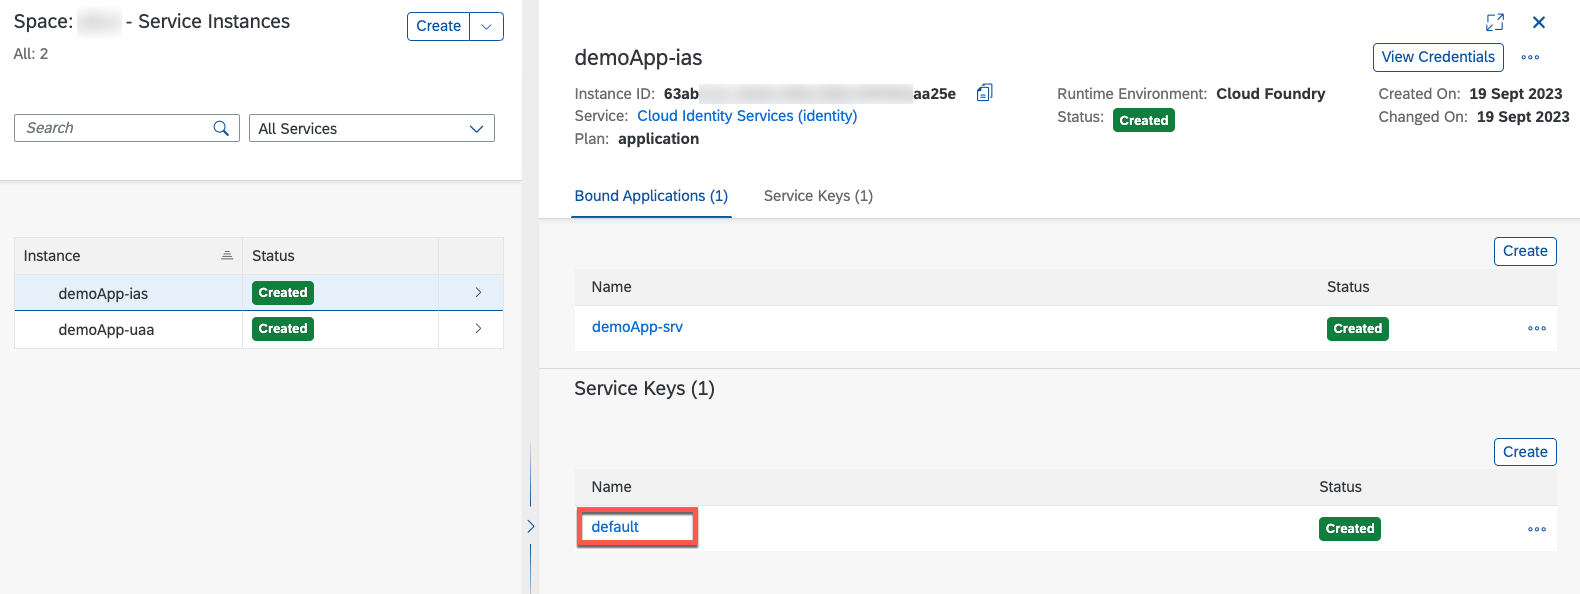 Space: - Service Instances
Create
All: 2
Search
All Services
Instance Status
demoApp-ias Created
demoApp-uaa Created
demoApp-ias
View Credentials
Instance ID: 63ab aa25e
Service: Cloud Identity Services (identity)
Plan: application
Runtime Environment: Cloud Foundry
Status: Created
Created On: 19 Sept 2023
Changed On: 19 Sept 2023
Bound Applications (1) Service Keys (1)
Create
Name Status
demoApp-srv Created
Service Keys (1)
Create
Name Status
default Created